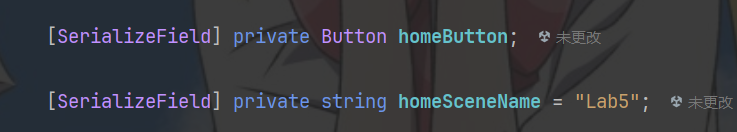 [SerializeField] private Button homeButton; 未更改
[SerializeField] private string homeSceneName = "Lab5"; 未更改